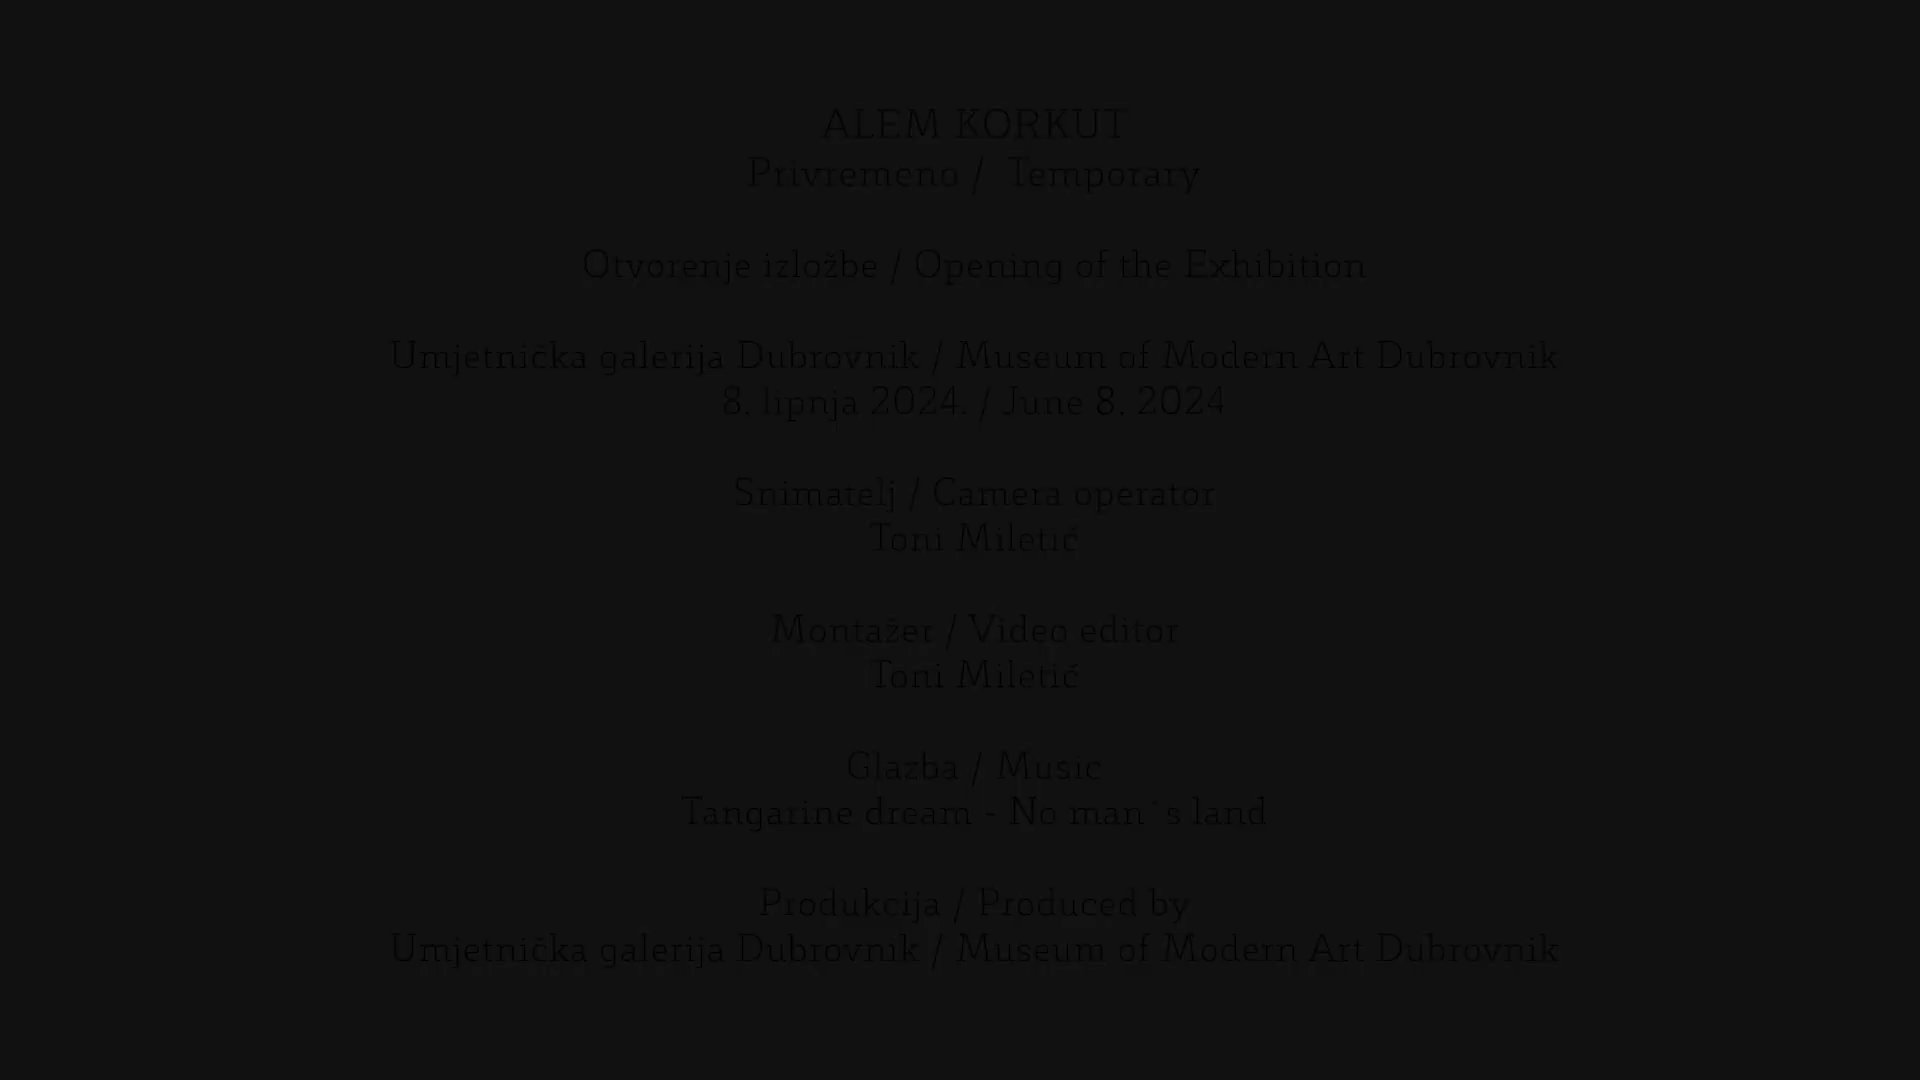 ALEM KORKUT
Privremeno / Temporary
Otvorenje izložbe / Opening of the Exhibition
Umjetnička galerija Dubrovnik / Museum of Modern Art Dubrovnik
8. lipnja 2024. / June 8. 2024
Snimatelj / Camera operator
Toni Miletić
Montažer / Video editor
Toni Miletić
Glazba / Music
Tangarine dream - No man´s land
Produkcija / Produced by
Umjetnička galerija Dubrovnik / Museum of Modern Art Dubrovnik